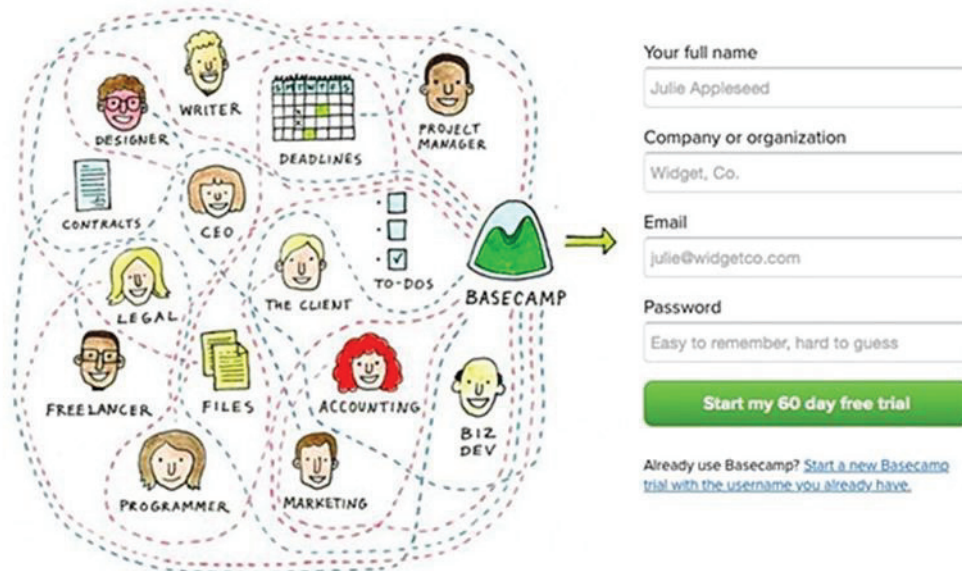 WRITER
DESIGNER
S M T W T F S
DEADLINES
PROJECT
MANAGER
CONTRACTS
CEO
TO-DOS
LEGAL
THE CLIENT
BASECAMP
FREELANCER
FILES
ACCOUNTING
BIZ
DEV
PROGRAMMER
MARKETING
Your full name
Julie Appleseed
Company or organization
Widget, Co.
Email
julie@widgetco.com
Password
Easy to remember, hard to guess
Start my 60 day free trial
Already use Basecamp? Start a new Basecamp
trial with the username you already have.